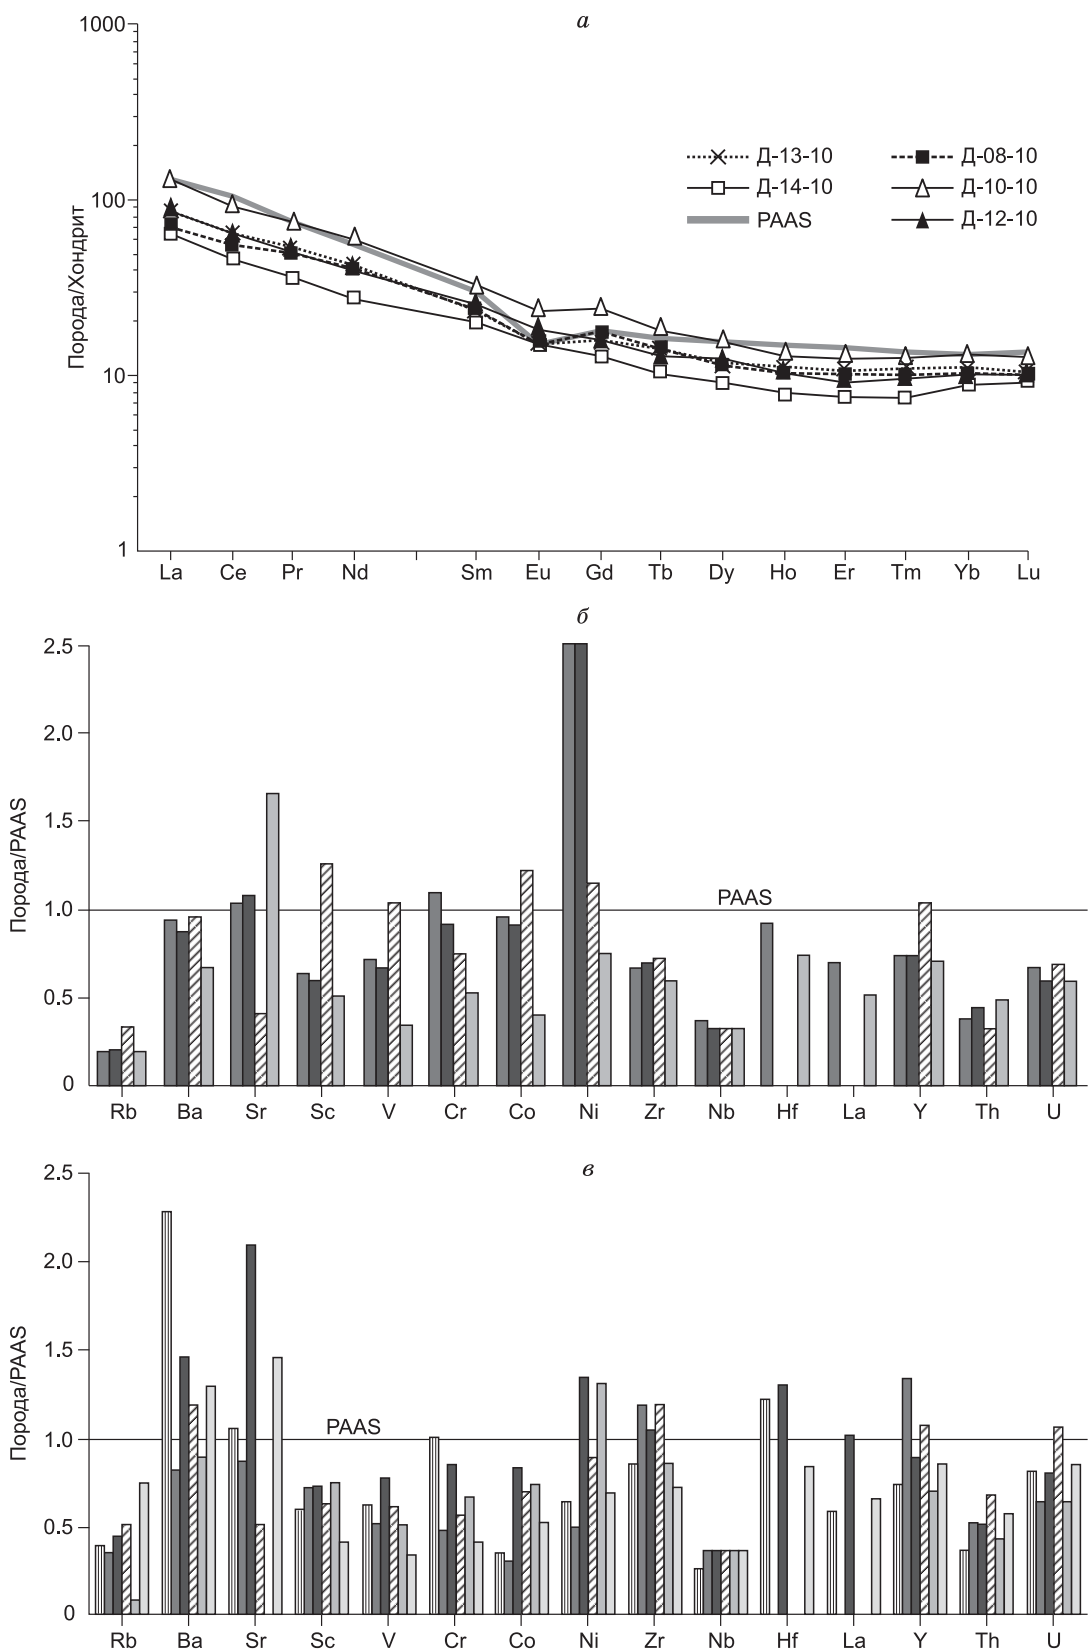 а
1000
100
10
1
Порода/Хондрит
Д-13-10 Д-08-10
Д-14-10 Д-10-10
PAAS Д-12-10
La Ce Pr Nd Sm Eu Gd Tb Dy Ho Er Tm Yb Lu
б
2.5
2.0
1.5
1.0
0.5
0
Порода/PAAS
PAAS
Rb Ba Sr Sc V Cr Co Ni Zr Nb Hf La Y Th U
в
2.5
2.0
1.5
1.0
0.5
0
Порода/PAAS
PAAS
Rb Ba Sr Sc V Cr Co Ni Zr Nb Hf La Y Th U